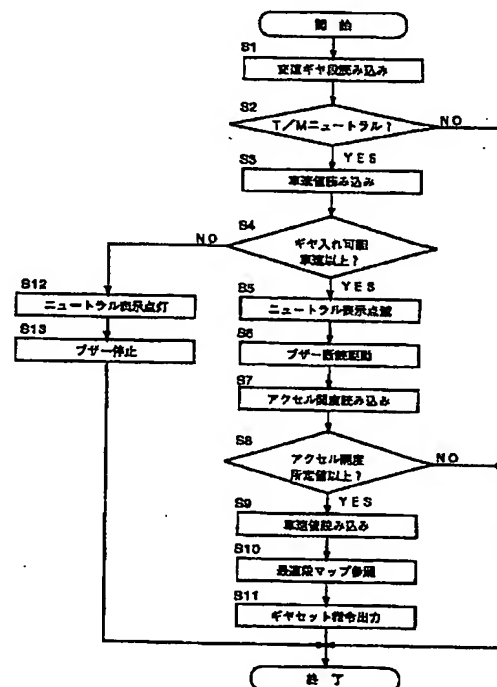 開 始
S1
変速ギヤ段読み込み
S2
T/Mニュートラル?
NO
YES
S3
車速値読み込み
S4
NO
ギヤ入れ可能
車速以上?
YES
S12
ニュートラル表示点灯
S5
ニュートラル表示点滅
S13
ブザー停止
S6
ブザー断続駆動
S7
アクセル開度読み込み
S8
アクセル開度
所定値以上?
NO
YES
S9
車速値読み込み
S10
最適段マップ参照
S11
ギヤセット指令出力
終 了